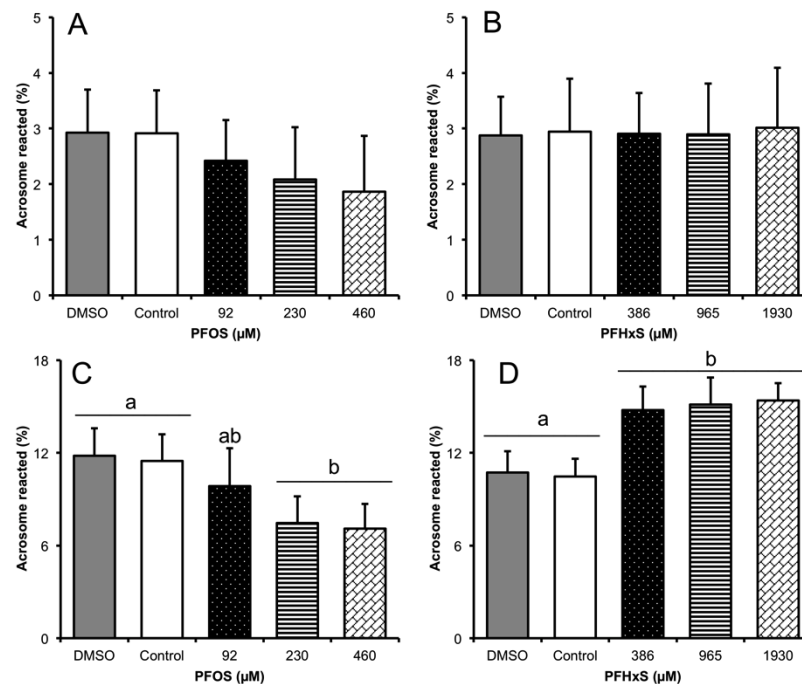 A
5
4
3
2
1
0
Acrosome reacted (%)
DMSO Control 92 230 460
PFOS (µM)
B
5
4
3
2
1
0
Acrosome reacted (%)
DMSO Control 386 965 1930
PFHxS (µM)
C
18
12
6
0
Acrosome reacted (%)
a
ab
b
DMSO Control 92 230 460
PFOS (µM)
D
18
12
6
0
Acrosome reacted (%)
a
b
DMSO Control 386 965 1930
PFHxS (µM)